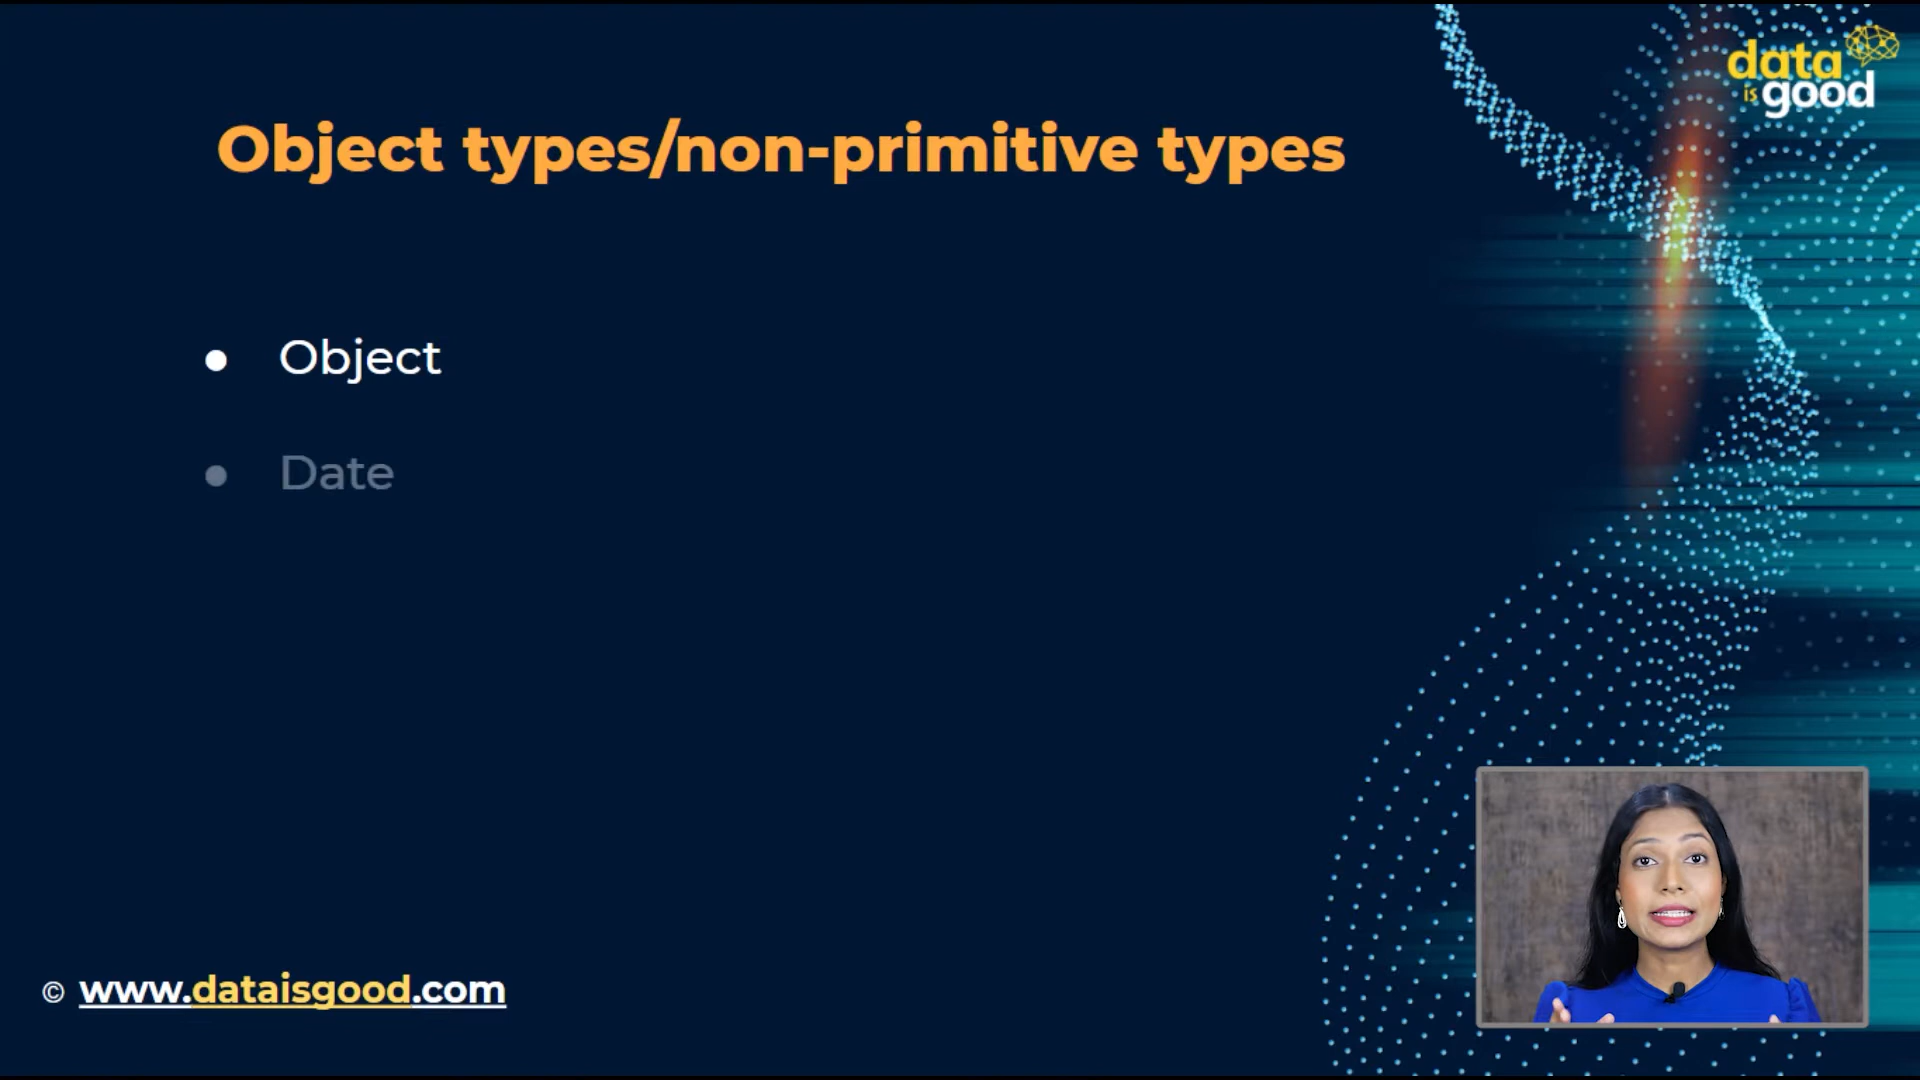 data
is good
Object types/non-primitive types
● Object
● Date
© www.dataisgood.com